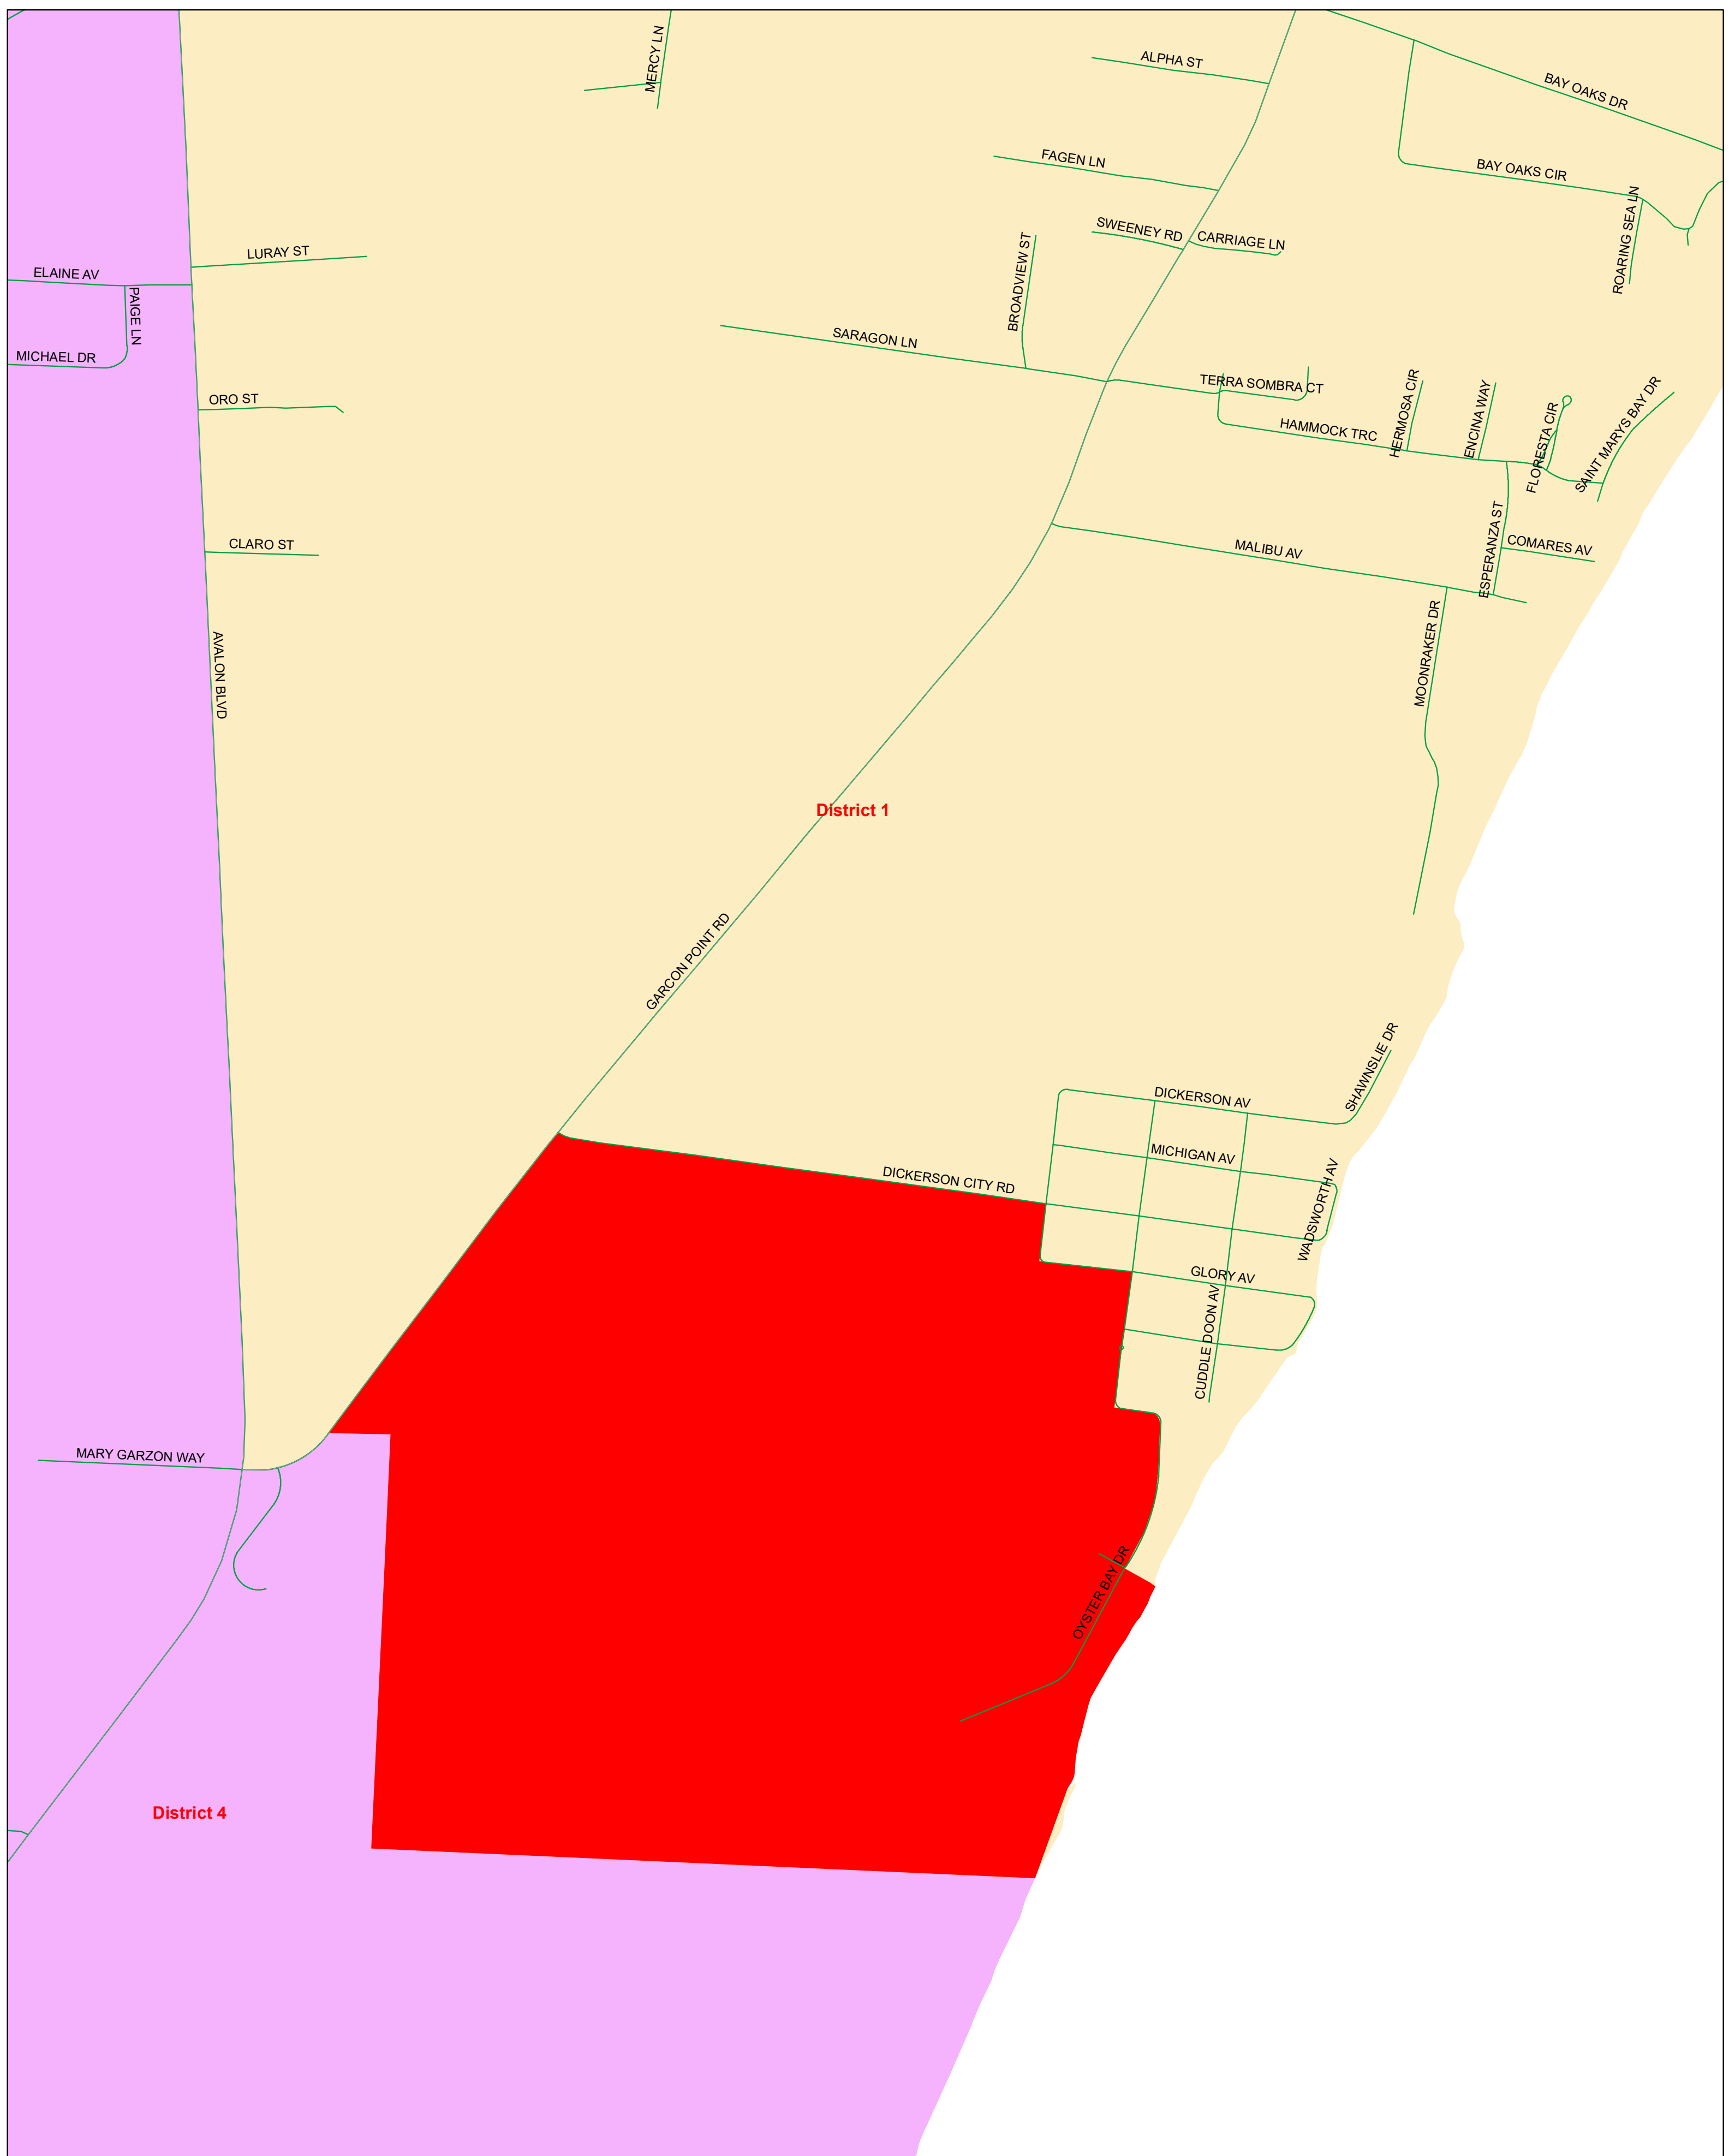 MERCY LN
ALPHA ST
BAY OAKS DR
FAGEN LN
BAY OAKS CIR
ROARING SEA LN
SWEENEY RD
CARRIAGE LN
BROADVIEW ST
LURAY ST
ELAINE AV
PAIGE LN
MICHAEL DR
SARAGON LN
TERRA SOMBRA CT
HERMOSA CIR
ENCINA WAY
FLORESTA CIR
SAINT MARYS BAY DR
ORO ST
HAMMOCK TRC
CLARO ST
MALIBU AV
ESPERANZA ST
COMARES AV
AVALON BLVD
MOONRAKER DR
District 1
GARCON POINT RD
SHAWNSLIE DR
DICKERSON AV
MICHIGAN AV
DICKERSON CITY RD
WADSWORTH AV
GLORY AV
CUDDLE DOON AV
MARY GARZON WAY
OYSTER BAY DR
District 4